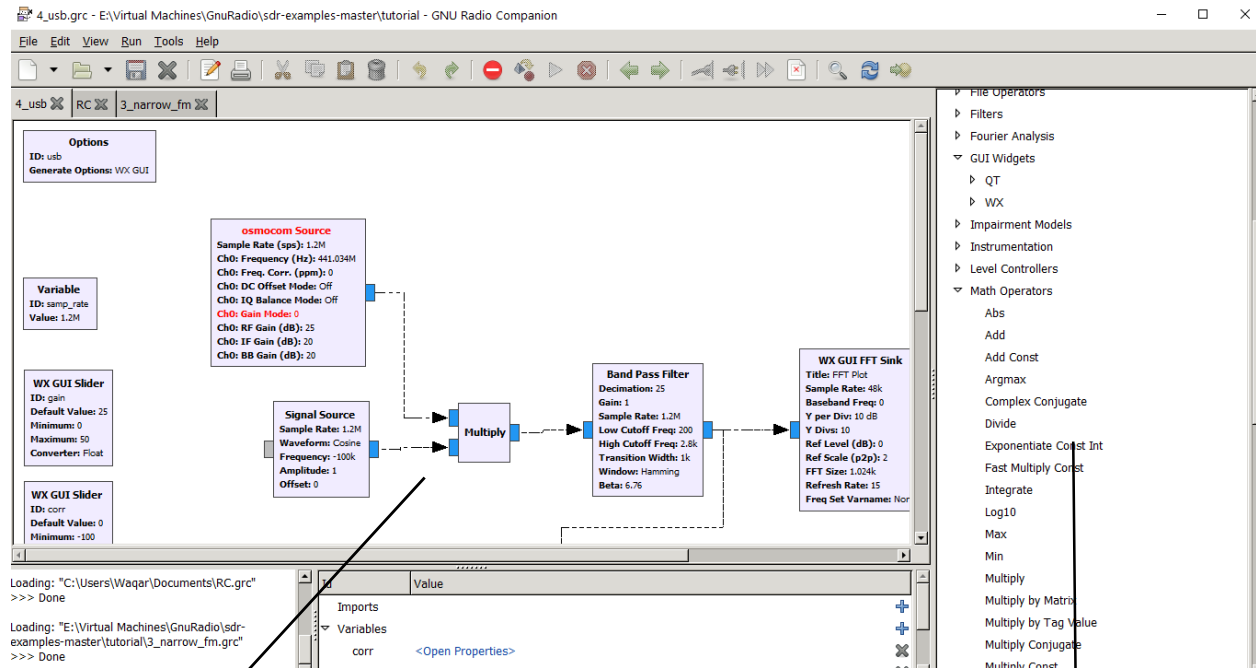 4_usb.grc - E:\Virtual Machines\GnuRadio\sdr-examples-master\tutorial - GNU Radio Companion
File Edit View Run Tools Help
4_usb RC 3_narrow_fm
Options
ID: usb
Generate Options: WX GUI
Variable
ID: samp_rate
Value: 1.2M
WX GUI Slider
ID: gain
Default Value: 25
Minimum: 0
Maximum: 50
Converter: Float
WX GUI Slider
ID: corr
Default Value: 0
Minimum: -100
osmocom Source
Sample Rate (sps): 1.2M
Ch0: Frequency (Hz): 441.034M
Ch0: Freq. Corr. (ppm): 0
Ch0: DC Offset Mode: Off
Ch0: IQ Balance Mode: Off
Ch0: Gain Mode: 0
Ch0: RF Gain (dB): 25
Ch0: IF Gain (dB): 20
Ch0: BB Gain (dB): 20
Signal Source
Sample Rate: 1.2M
Waveform: Cosine
Frequency: -100k
Amplitude: 1
Offset: 0
Multiply
Band Pass Filter
Decimation: 25
Gain: 1
Sample Rate: 1.2M
Low Cutoff Freq: 200
High Cutoff Freq: 2.8k
Transition Width: 1k
Window: Hamming
Beta: 6.76
WX GUI FFT Sink
Title: FFT Plot
Sample Rate: 48k
Baseband Freq: 0
Y per Div: 10 dB
Y Divs: 10
Ref Level (dB): 0
Ref Scale (p2p): 2
FFT Size: 1.024k
Refresh Rate: 15
Freq Set Varname: Nor
File Operators
Filters
Fourier Analysis
GUI Widgets
QT
WX
Impairment Models
Instrumentation
Level Controllers
Math Operators
Abs
Add
Add Const
Argmax
Complex Conjugate
Divide
Exponentiate Const Int
Fast Multiply Const
Integrate
Log10
Max
Min
Multiply
Multiply by Matrix
Multiply by Tag Value
Multiply Conjugate
Multiply Const
Loading: "C:\Users\Waqar\Documents\RC.grc"
>>> Done
Loading: "E:\Virtual Machines\GnuRadio\sdr-
examples-master\tutorial\3_narrow_fm.grc"
>>> Done
Id Value
Imports
Variables
corr <Open Properties>